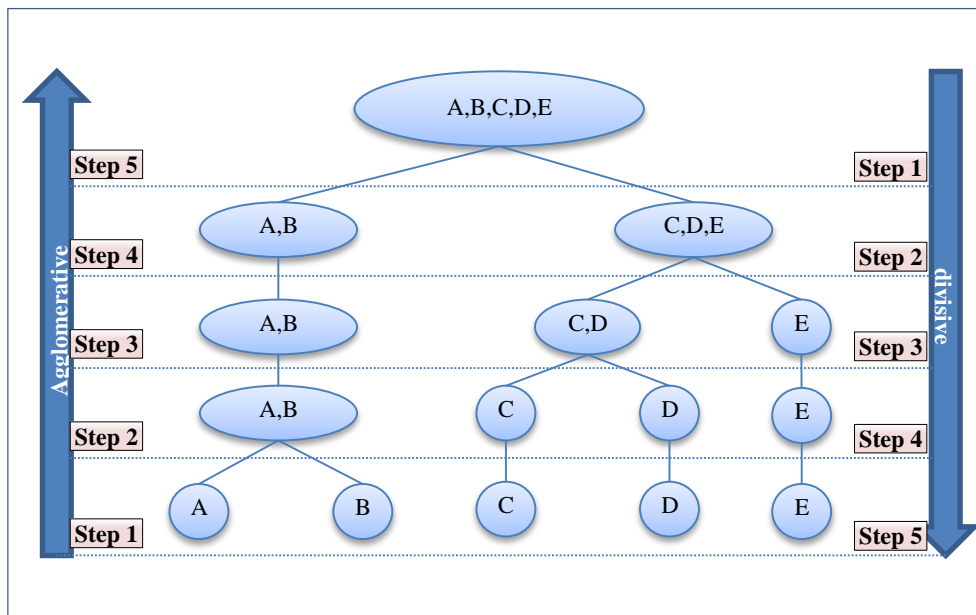 A,B,C,D,E
Step 5
Step 1
A,B
C,D,E
Step 4
Step 2
Agglomerative
divisive
A,B
C,D
E
Step 3
Step 3
A,B
C
D
E
Step 2
Step 4
A
B
C
D
E
Step 1
Step 5